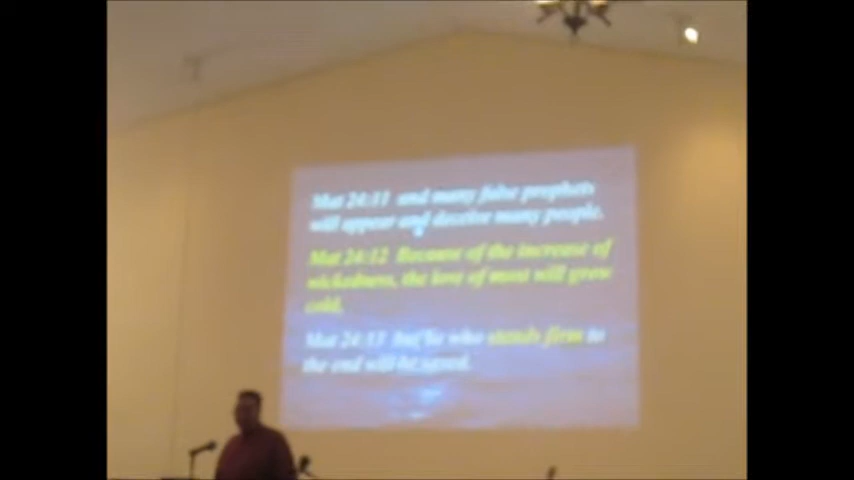 Mat 24:11 and many false prophets
will appear and deceive many people.
Mat 24:12 Because of the increase of
wickedness, the love of most will grow
cold,
Mat 24:13 but he who stands firm to
the end will be saved.